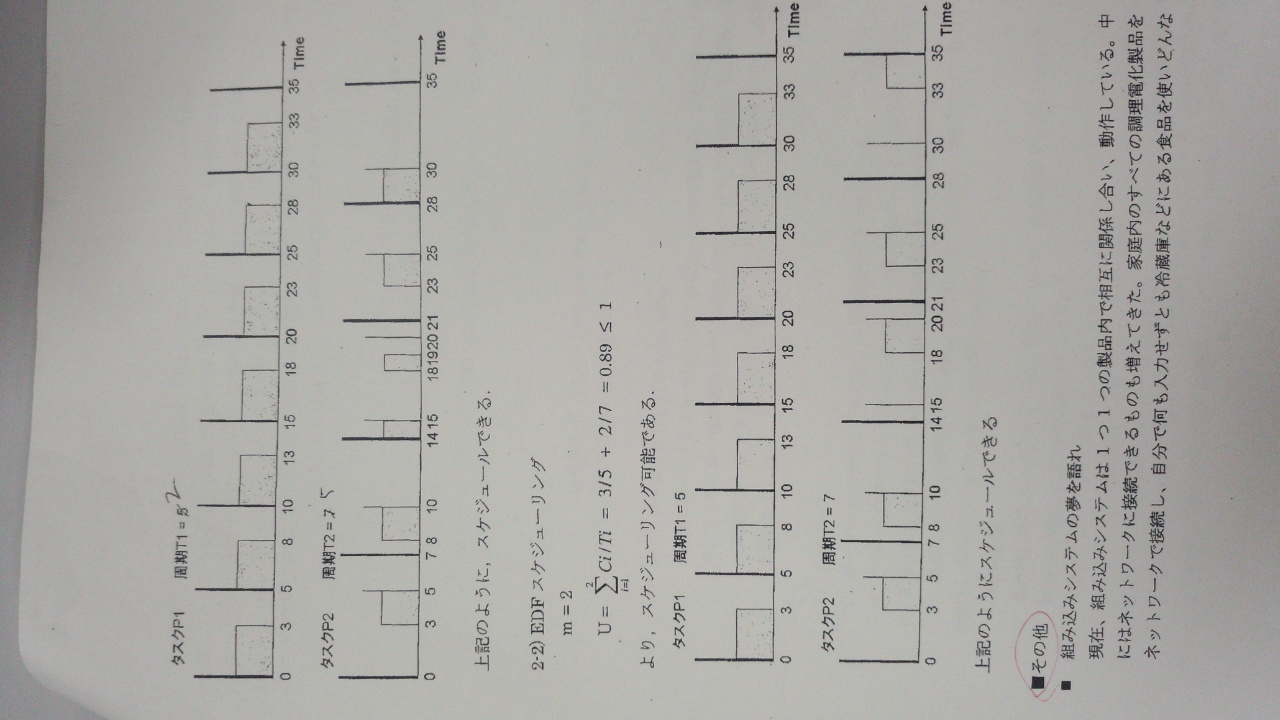 タスクP1 周期T1 = 5 2
0 3 5 8 10 13 15 18 20 23 25 28 30 33 35 Time
タスクP2 周期T2 = 7 5
0 3 5 7 8 10 14 15 18 19 20 21 23 25 28 30 35 Time
上記のように，スケジュールできる．
2-2) EDF スケジューリング
m = 2
2
U = ∑ Ci / Ti = 3/5 + 2/7 = 0.89 ≤ 1
i=1
より，スケジューリング可能である．
タスクP1 周期T1 = 5
0 3 5 8 10 13 15 18 20 23 25 28 30 33 35 Time
タスクP2 周期T2 = 7
0 3 5 7 8 10 14 15 18 20 21 23 25 28 30 33 35 Time
上記のようにスケジュールできる
■その他
■ 組み込みシステムの夢を語れ
現在、組み込みシステムは１つ１つの製品内で相互に関係し合い、動作している。中
にはネットワークに接続できるものも増えてきた。家庭内のすべての調理電化製品を
ネットワークで接続し、自分で何も入力せずとも冷蔵庫などにある食品を使いどんな